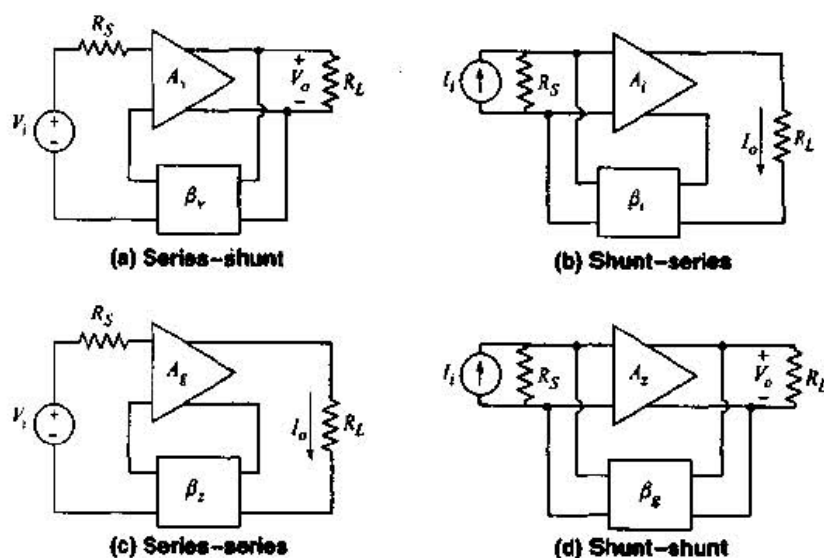 R_S
A_v
V_i
+
−
+
V_o
−
R_L
β_v
(a) Series–shunt
I_i
R_S
A_i
I_o
R_L
β_i
(b) Shunt–series
R_S
A_g
V_i
+
−
I_o
R_L
β_z
(c) Series–series
I_i
R_S
A_z
+
V_o
−
R_L
β_g
(d) Shunt–shunt